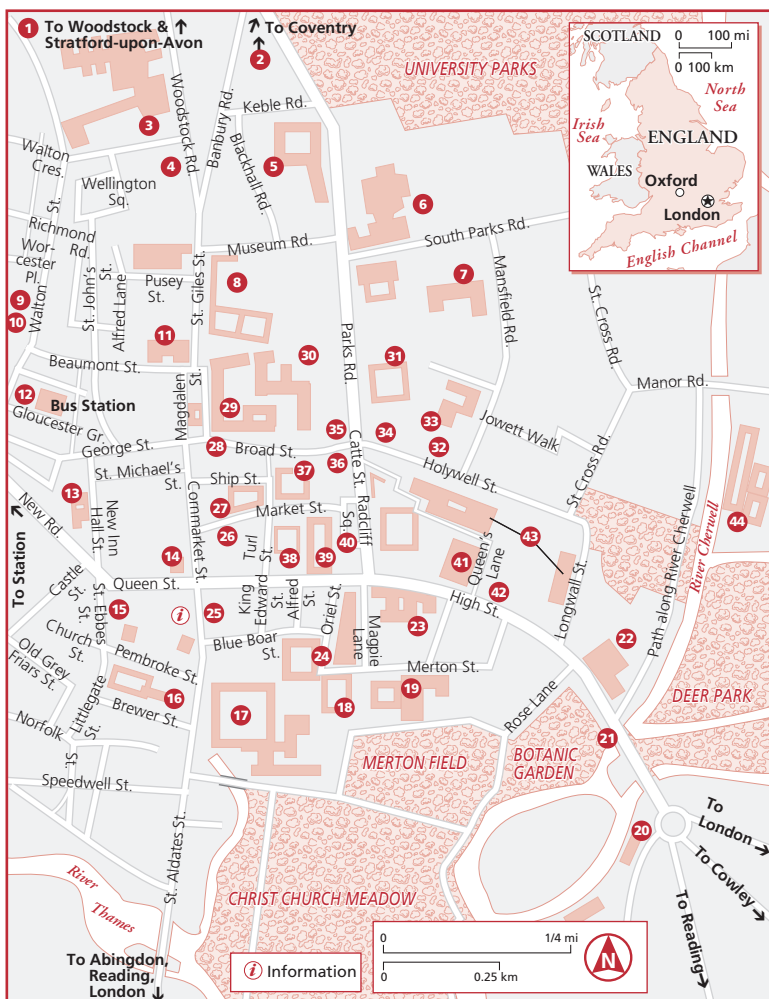 1
To Woodstock &
Stratford-upon-Avon
To Coventry
2
UNIVERSITY PARKS
SCOTLAND
0 100 mi
0 100 km
North
Sea
Irish
Sea
ENGLAND
WALES
Oxford
London
English Channel
Woodstock Rd.
Banbury Rd.
Keble Rd.
Blackhall Rd.
3
4
5
6
Walton
Cres.
Wellington
Sq.
Richmond
Rd.
Worcester
Pl.
Walton
St.
St. John's
St.
Alfred Lane
Pusey
St.
St. Giles St.
Museum Rd.
South Parks Rd.
Mansfield Rd.
St. Cross Rd.
7
8
9
10
11
Parks Rd.
30
31
Beaumont St.
Manor Rd.
12
Bus Station
Gloucester Gr.
Magdalen
St.
29
33
Jowett Walk
George St.
28
Broad St.
35
34
32
St Cross Rd.
St. Michael's
St.
Ship St.
37
36
Catte St.
Holywell St.
13
New Rd.
New Inn
Hall St.
Cornmarket St.
27
Market St.
Radcliff
Sq.
43
44
To Station
26
Turl
St.
38
39
40
41
Queen's
Lane
42
Longwall St.
Path along River Cherwell
River Cherwell
14
Castle
St.
Queen St.
High St.
St. Ebbes
St.
15
i
25
King
Edward
St.
Alfred
St.
Oriel St.
Magpie
Lane
23
22
Church
St.
Pembroke St.
Blue Boar
St.
24
Merton St.
Old Grey
Friars St.
Littlegate
St.
16
Brewer St.
17
18
19
Rose Lane
DEER PARK
Norfolk
St.
21
MERTON FIELD
BOTANIC
GARDEN
Speedwell St.
20
To
London
St. Aldates St.
To Cowley
To Reading
River
Thames
CHRIST CHURCH MEADOW
0 1/4 mi
0 0.25 km
N
i Information
To Abingdon,
Reading,
London